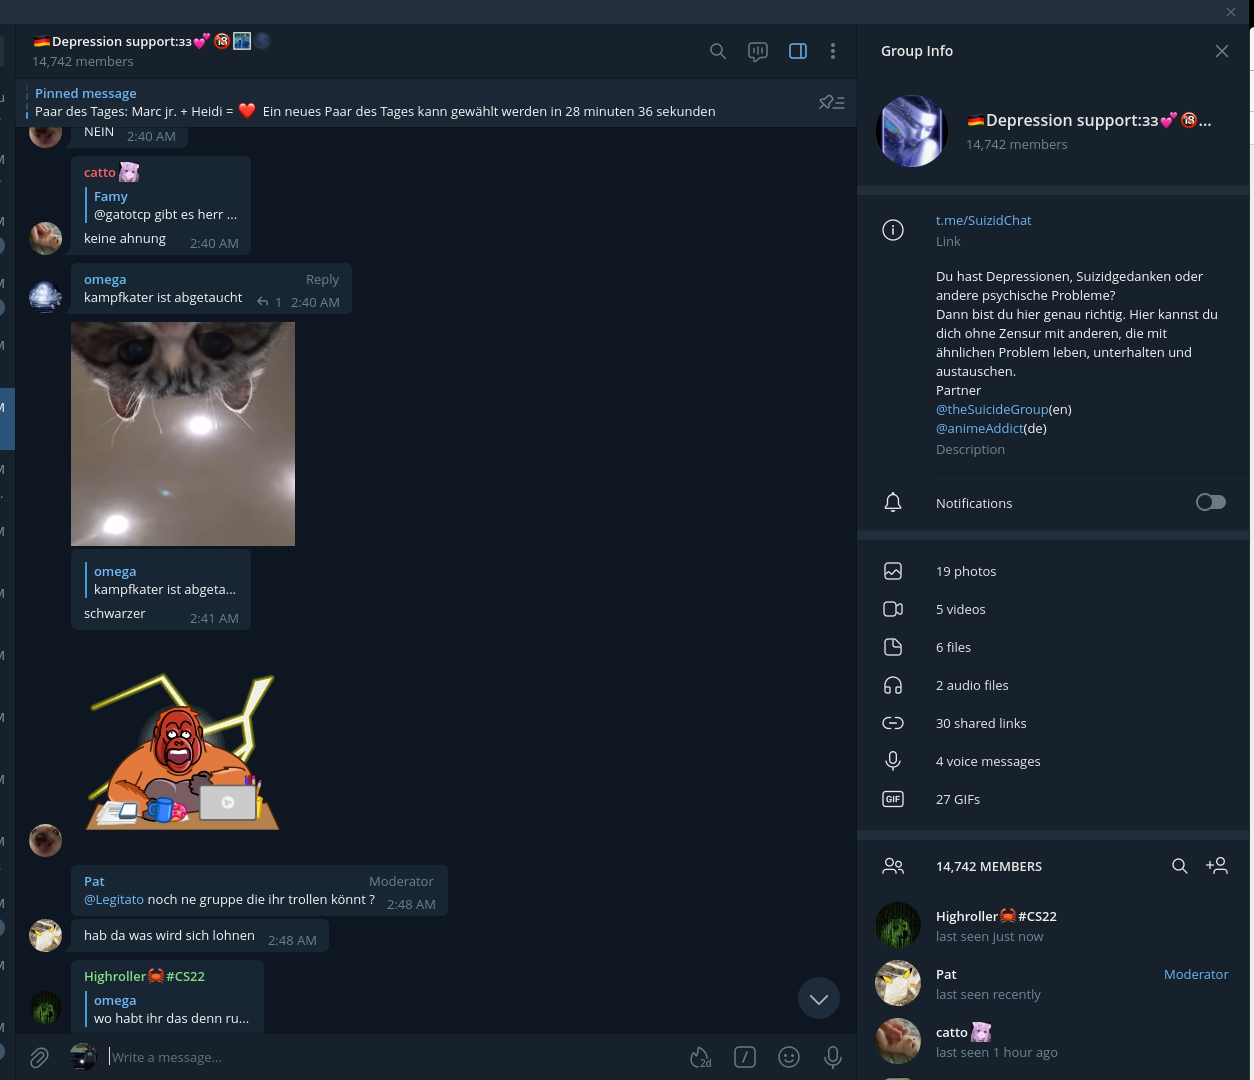 Depression support:33
14,742 members
Pinned message
Paar des Tages: Marc jr. + Heidi = ❤️ Ein neues Paar des Tages kann gewählt werden in 28 minuten 36 sekunden
NEIN 2:40 AM
catto
Famy
@gatotcp gibt es herr ...
keine ahnung 2:40 AM
omega Reply
kampfkater ist abgetaucht 1 2:40 AM
omega
kampfkater ist abgeta...
schwarzer 2:41 AM
Pat Moderator
@Legitato noch ne gruppe die ihr trollen könnt ? 2:48 AM
hab da was wird sich lohnen 2:48 AM
Highroller🦀#CS22
omega
wo habt ihr das denn ru...
Write a message...
2d
Group Info
🇩🇪Depression support:33💕🔞...
14,742 members
t.me/SuizidChat
Link
Du hast Depressionen, Suizidgedanken oder
andere psychische Probleme?
Dann bist du hier genau richtig. Hier kannst du
dich ohne Zensur mit anderen, die mit
ähnlichen Problem leben, unterhalten und
austauschen.
Partner
@theSuicideGroup(en)
@animeAddict(de)
Description
Notifications
19 photos
5 videos
6 files
2 audio files
30 shared links
4 voice messages
GIF 27 GIFs
14,742 MEMBERS
Highroller🦀#CS22
last seen just now
Pat Moderator
last seen recently
catto
last seen 1 hour ago